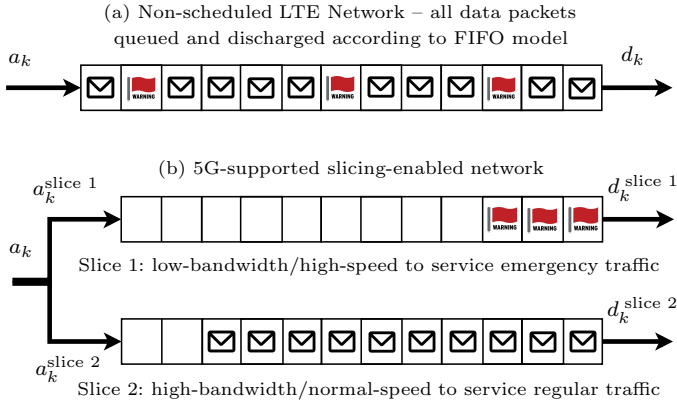 (a) Non-scheduled LTE Network – all data packets
queued and discharged according to FIFO model
a_k
d_k
WARNING WARNING WARNING
(b) 5G-supported slicing-enabled network
a_k^slice 1
d_k^slice 1
WARNING WARNING WARNING
a_k
Slice 1: low-bandwidth/high-speed to service emergency traffic
d_k^slice 2
a_k^slice 2
Slice 2: high-bandwidth/normal-speed to service regular traffic